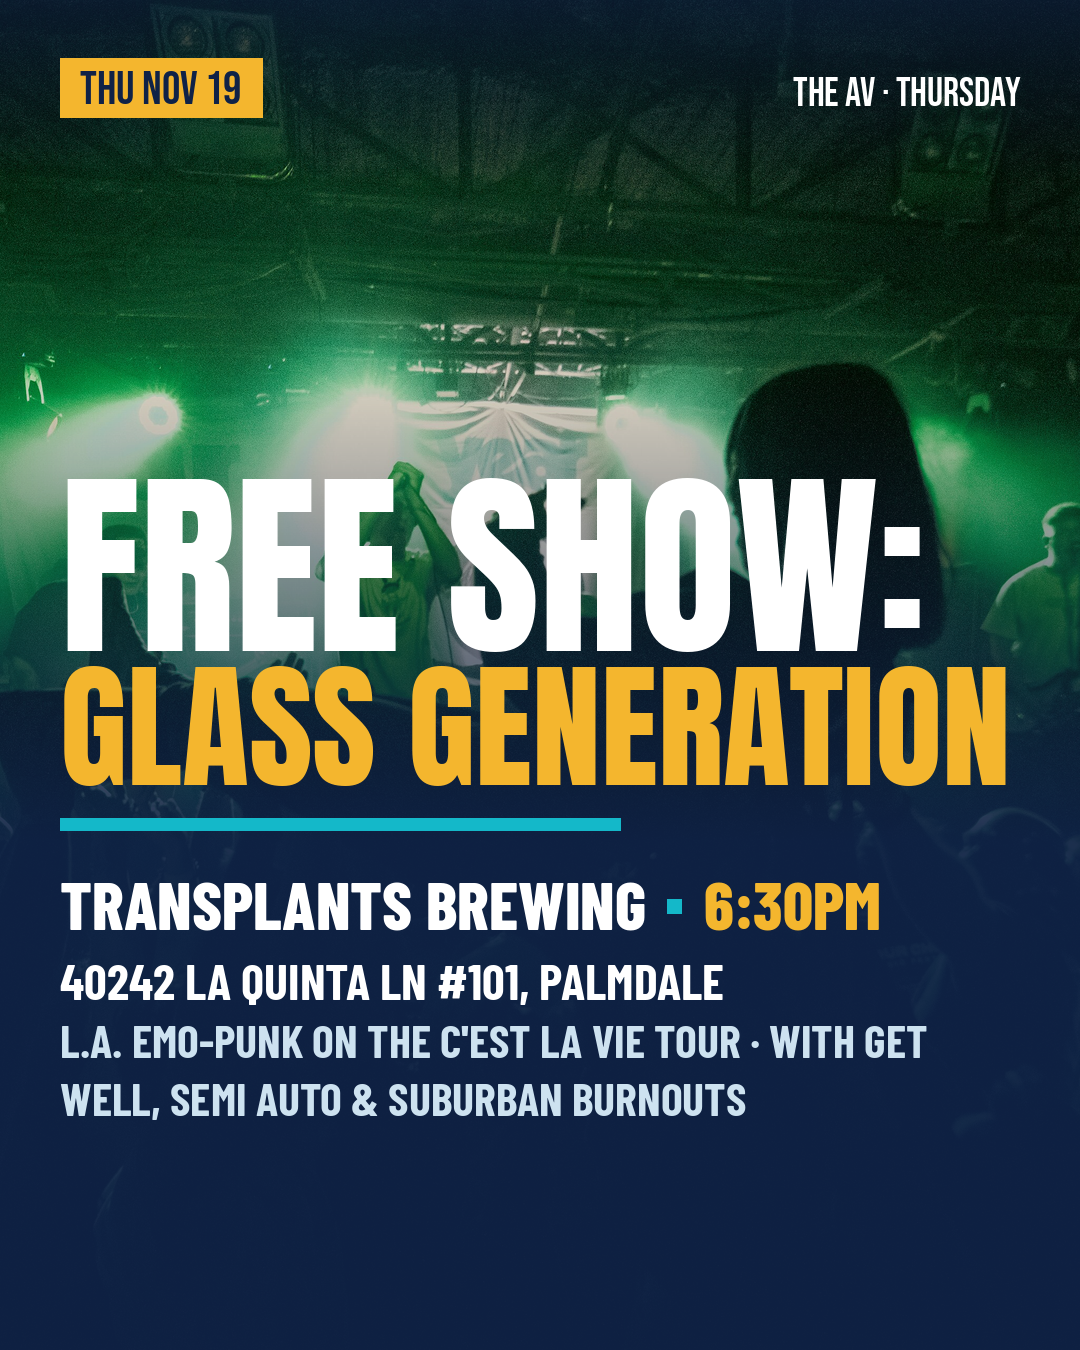 THU NOV 19
THE AV · THURSDAY
FREE SHOW:
GLASS GENERATION
TRANSPLANTS BREWING ▪ 6:30PM
40242 LA QUINTA LN #101, PALMDALE
L.A. EMO-PUNK ON THE C'EST LA VIE TOUR · WITH GET
WELL, SEMI AUTO & SUBURBAN BURNOUTS